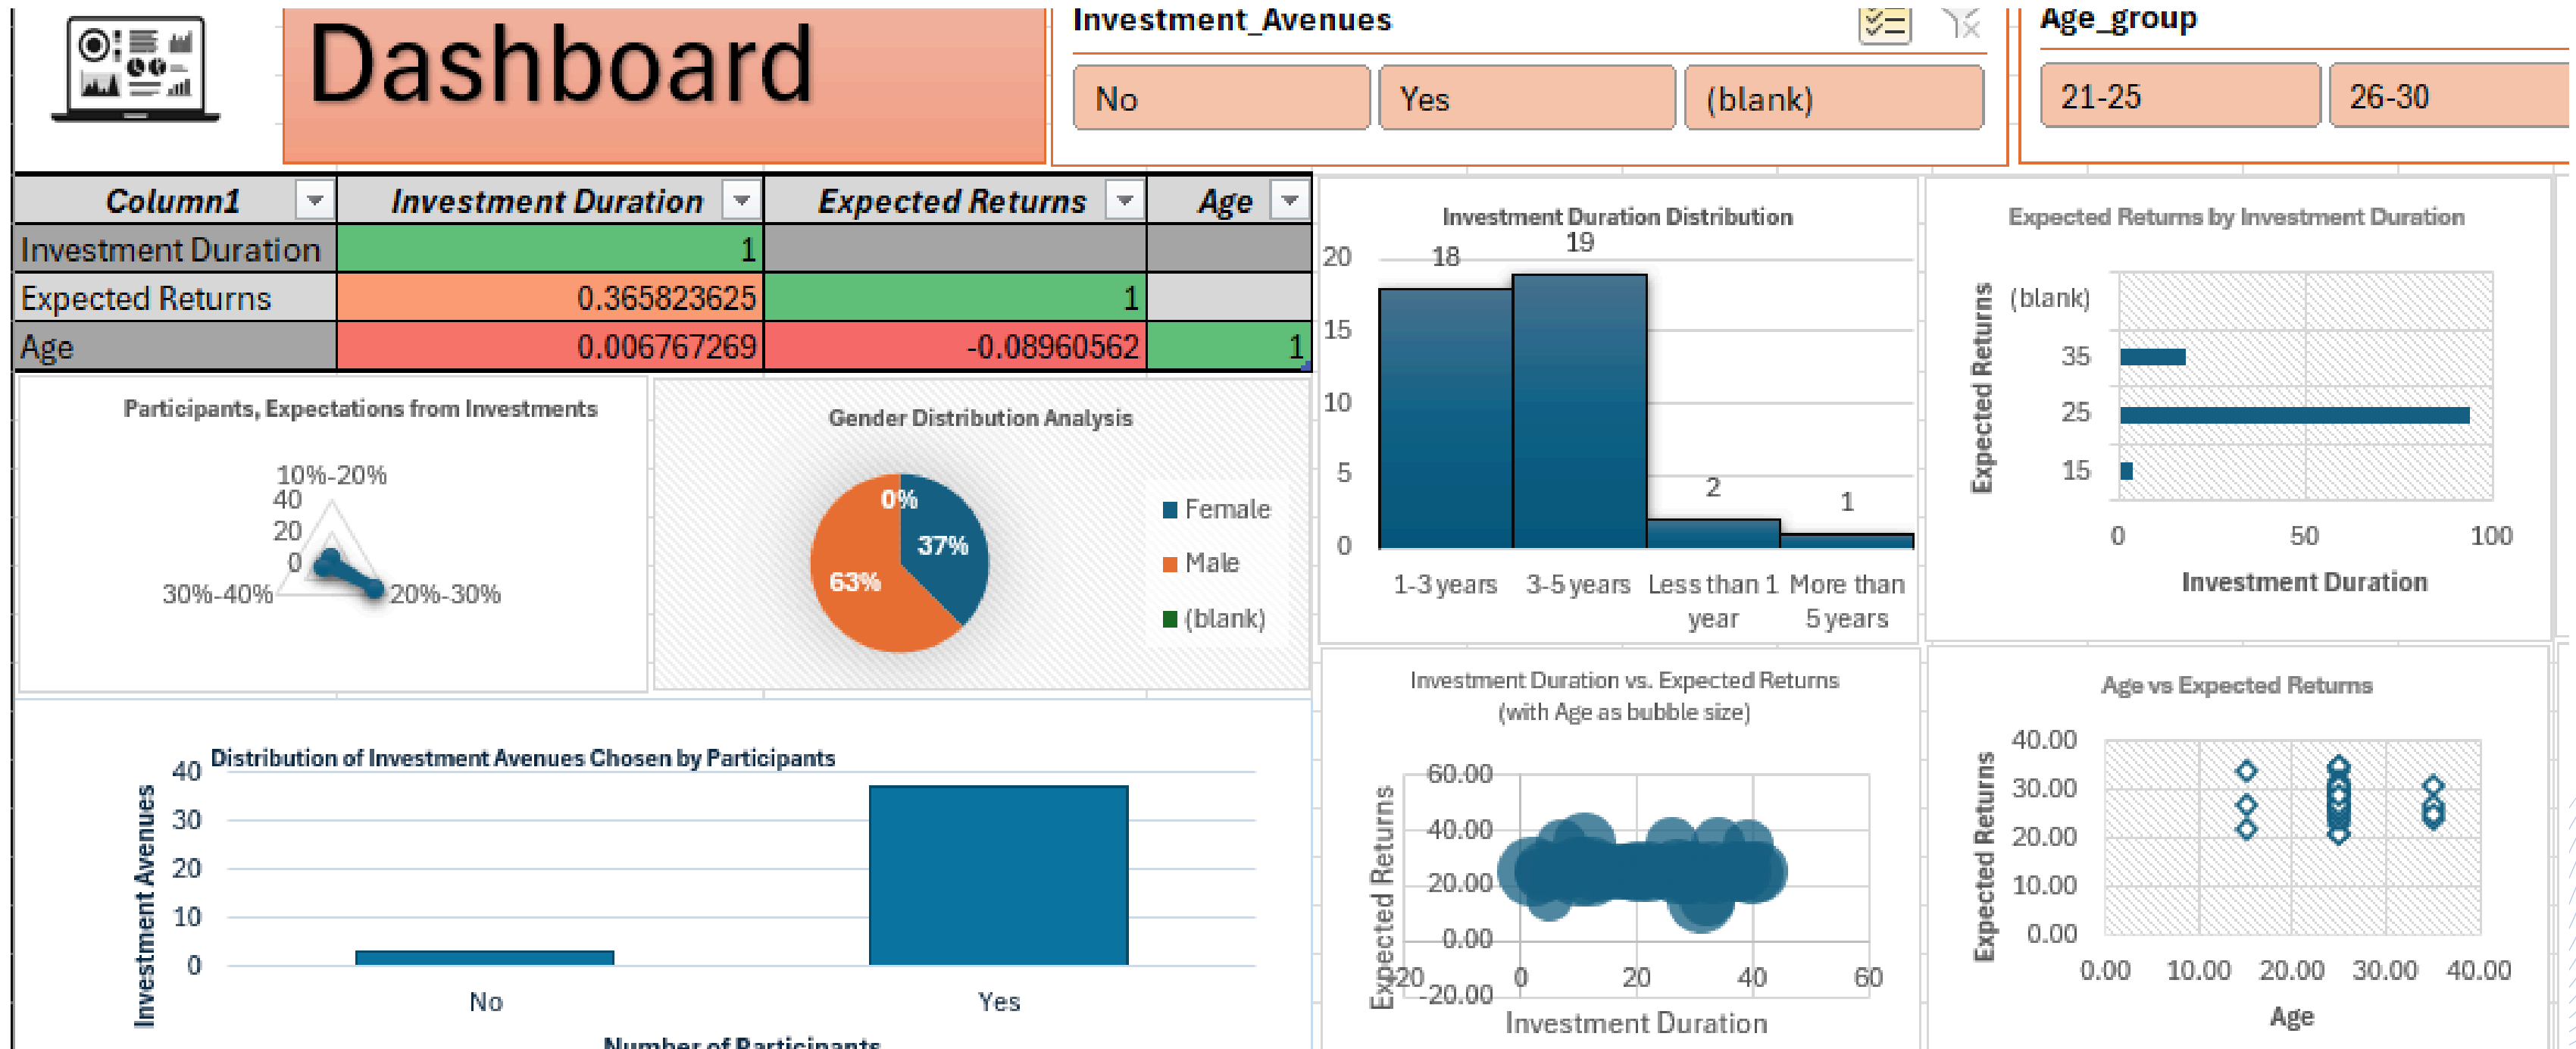 Dashboard
Investment_Avenues
No
Yes
(blank)
Age_group
21-25
26-30
Column1 Investment Duration Expected Returns Age
Investment Duration 1
Expected Returns 0.365823625 1
Age 0.006767269 -0.08960562 1
Participants, Expectations from Investments
10%-20%
40
20
0
30%-40%
20%-30%
Gender Distribution Analysis
0%
37%
63%
Female
Male
(blank)
Investment Duration Distribution
20
15
10
5
0
18
19
2
1
1-3 years
3-5 years
Less than 1
year
More than
5 years
Expected Returns by Investment Duration
Expected Returns
(blank)
35
25
15
0 50 100
Investment Duration
Distribution of Investment Avenues Chosen by Participants
Investment Avenues
40
30
20
10
0
No
Yes
Number of Participants
Investment Duration vs. Expected Returns
(with Age as bubble size)
Expected Returns
60.00
40.00
20.00
0.00
-20.00
-20 0 20 40 60
Investment Duration
Age vs Expected Returns
Expected Returns
40.00
30.00
20.00
10.00
0.00
0.00 10.00 20.00 30.00 40.00
Age